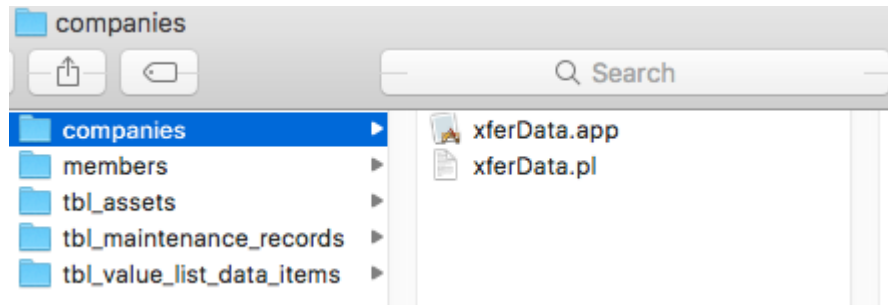 companies
Search
companies
members
tbl_assets
tbl_maintenance_records
tbl_value_list_data_items
xferData.app
xferData.pl